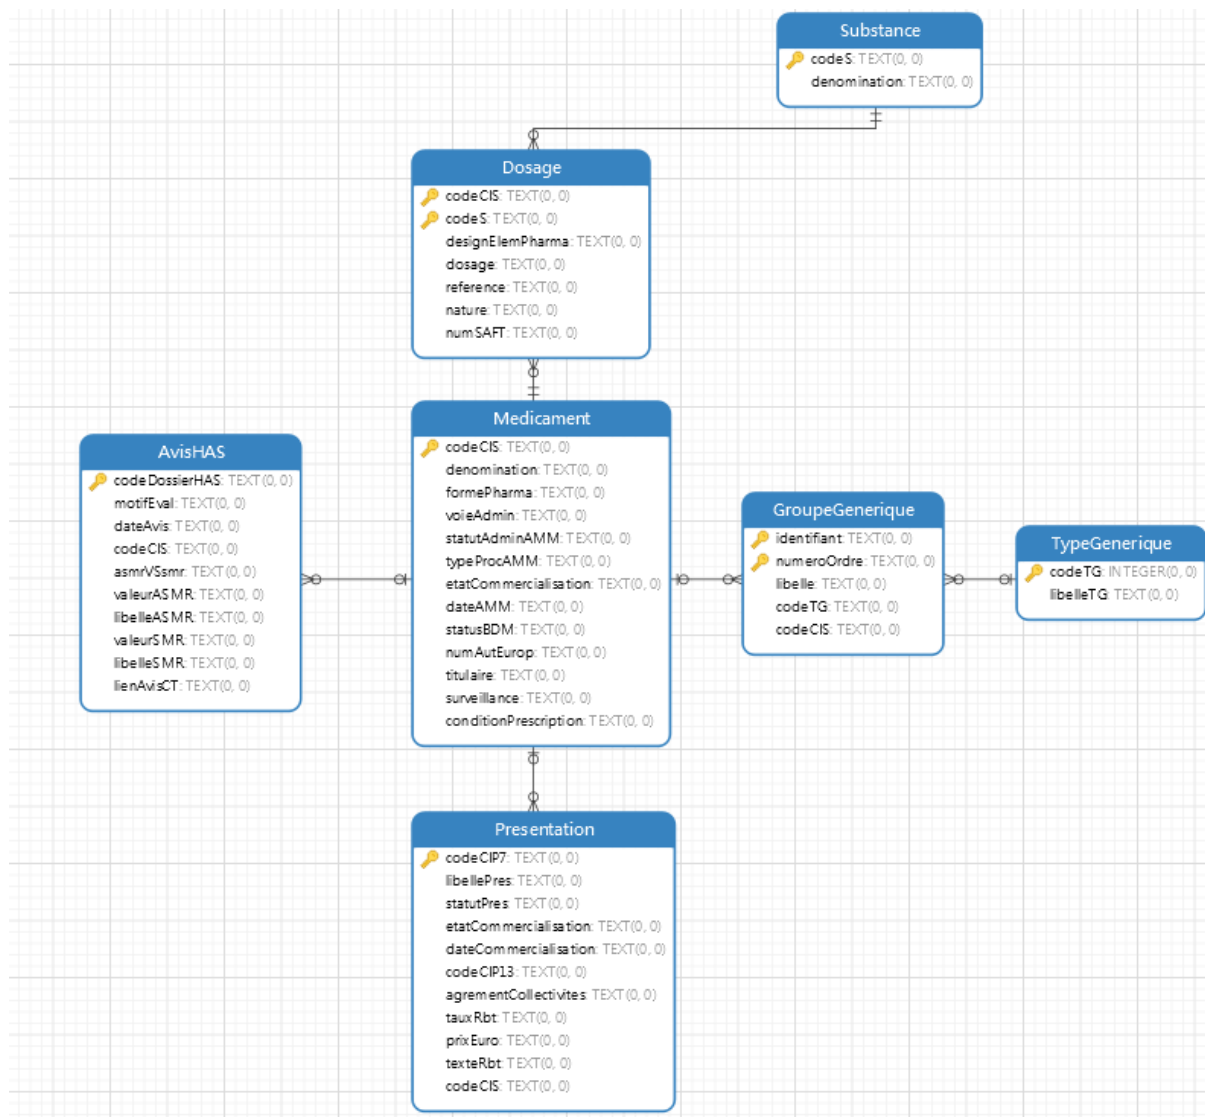 Substance
codeS: TEXT(0, 0)
denomination: TEXT(0, 0)
Dosage
codeCIS: TEXT(0, 0)
codeS: TEXT(0, 0)
designElemPharma: TEXT(0, 0)
dosage: TEXT(0, 0)
reference: TEXT(0, 0)
nature: TEXT(0, 0)
numSAFT: TEXT(0, 0)
Medicament
codeCIS: TEXT(0, 0)
denomination: TEXT(0, 0)
formePharma: TEXT(0, 0)
voieAdmin: TEXT(0, 0)
statutAdminAMM: TEXT(0, 0)
typeProcAMM: TEXT(0, 0)
etatCommercialisation: TEXT(0, 0)
dateAMM: TEXT(0, 0)
statusBDM: TEXT(0, 0)
numAutEurop: TEXT(0, 0)
titulaire: TEXT(0, 0)
surveillance: TEXT(0, 0)
conditionPrescription: TEXT(0, 0)
AvisHAS
codeDossierHAS: TEXT(0, 0)
motifEval: TEXT(0, 0)
dateAvis: TEXT(0, 0)
codeCIS: TEXT(0, 0)
asmrVSsmr: TEXT(0, 0)
valeurASMR: TEXT(0, 0)
libelleASMR: TEXT(0, 0)
valeurSMR: TEXT(0, 0)
libelleSMR: TEXT(0, 0)
lienAvisCT: TEXT(0, 0)
GroupeGenerique
identifiant: TEXT(0, 0)
numeroOrdre: TEXT(0, 0)
libelle: TEXT(0, 0)
codeTG: TEXT(0, 0)
codeCIS: TEXT(0, 0)
TypeGenerique
codeTG: INTEGER(0, 0)
libelleTG: TEXT(0, 0)
Presentation
codeCIP7: TEXT(0, 0)
libellePres: TEXT(0, 0)
statutPres: TEXT(0, 0)
etatCommercialisation: TEXT(0, 0)
dateCommercialisation: TEXT(0, 0)
codeCIP13: TEXT(0, 0)
agrementCollectivites: TEXT(0, 0)
tauxRbt: TEXT(0, 0)
prixEuro: TEXT(0, 0)
texteRbt: TEXT(0, 0)
codeCIS: TEXT(0, 0)